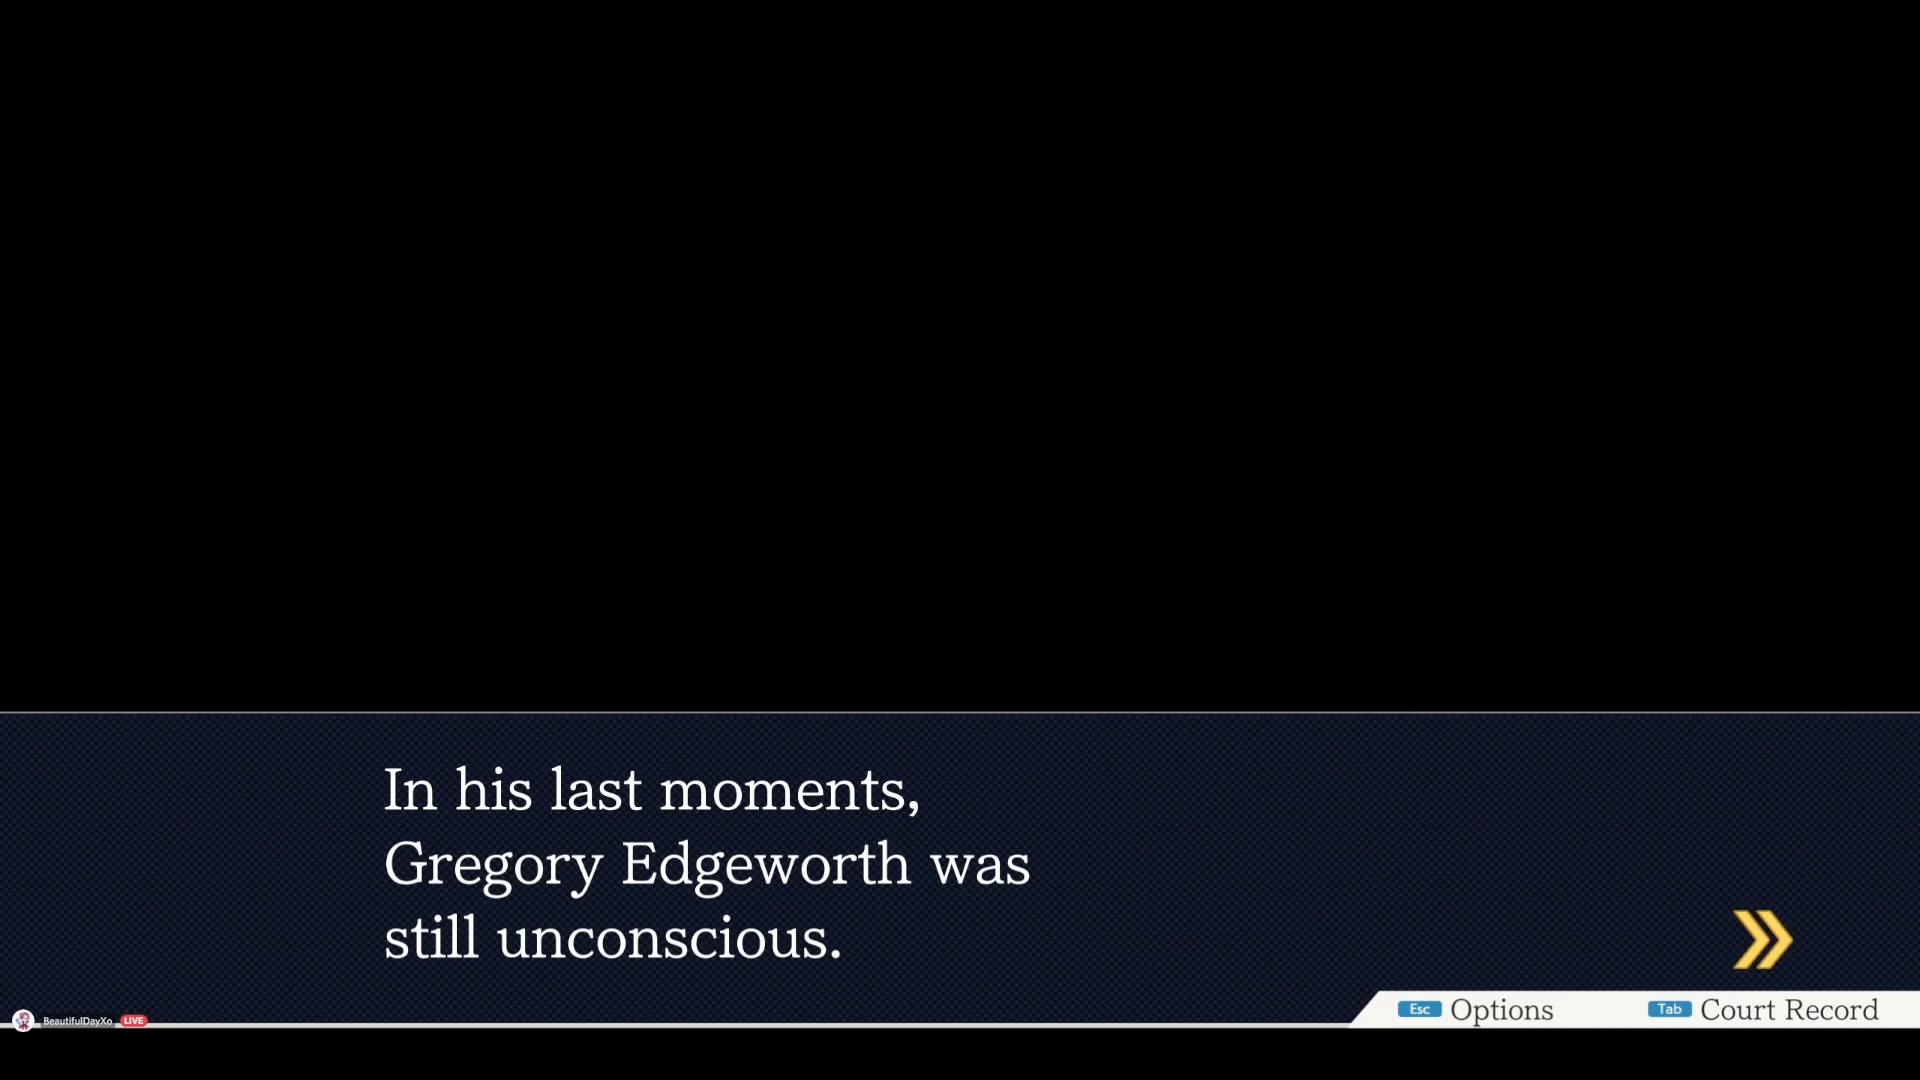 In his last moments,
Gregory Edgeworth was
still unconscious.
Esc Options Tab Court Record
BeautifulDayXo LIVE